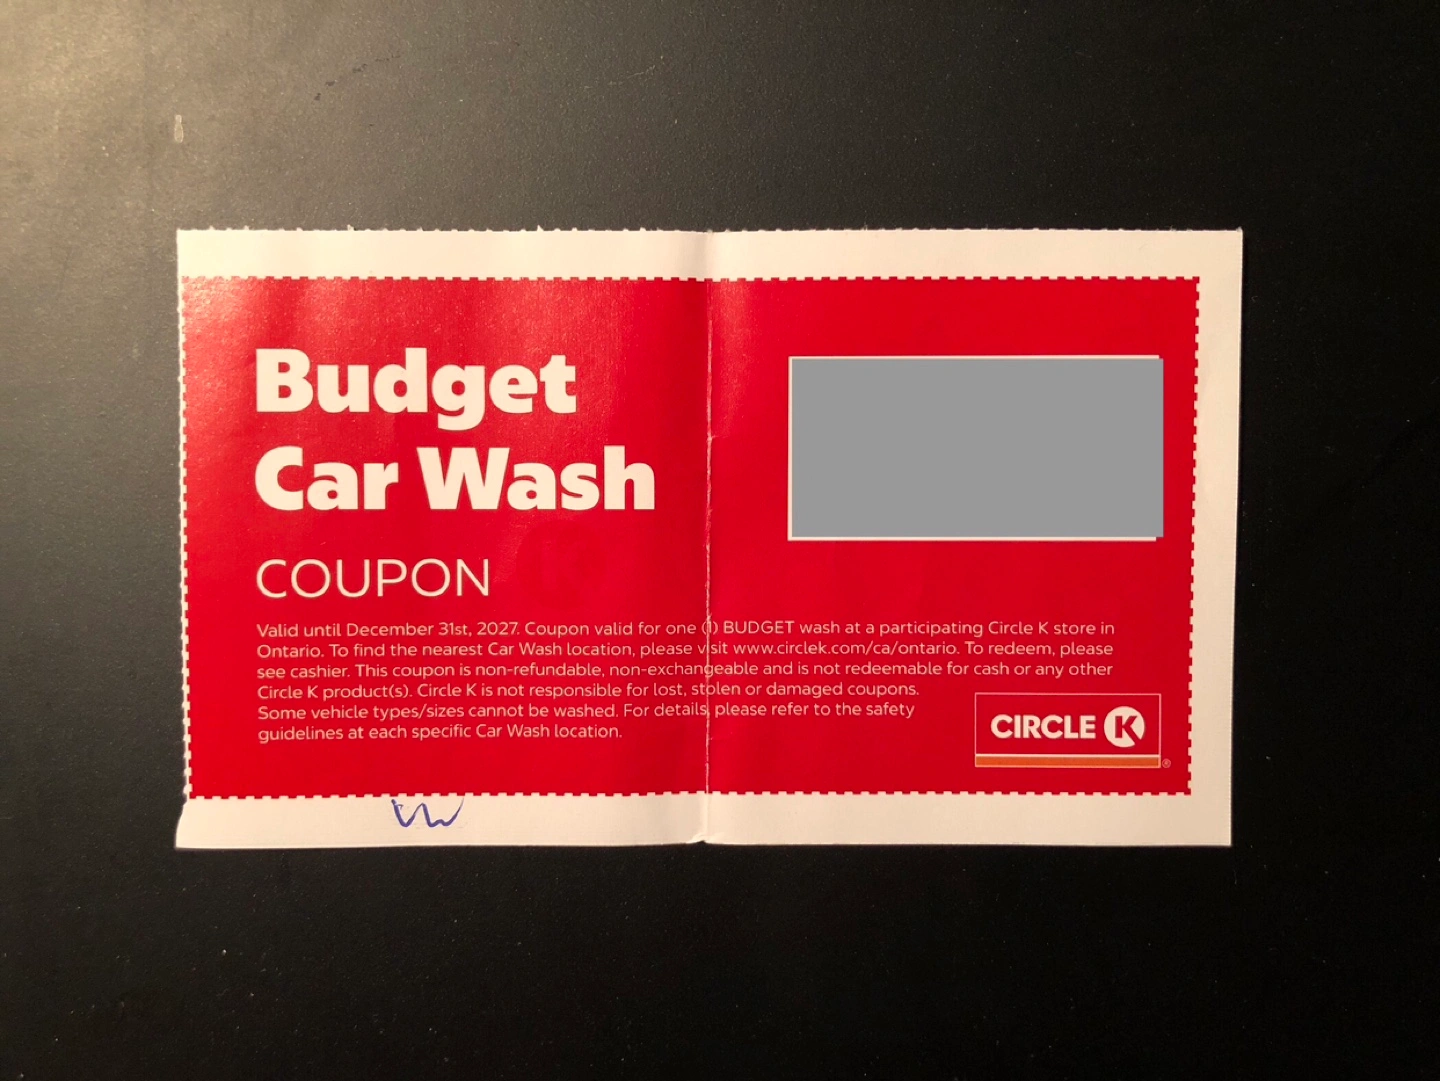 Budget
Car Wash
COUPON
Valid until December 31st, 2027. Coupon valid for one (1) BUDGET wash at a participating Circle K store in
Ontario. To find the nearest Car Wash location, please visit www.circlek.com/ca/ontario. To redeem, please
see cashier. This coupon is non-refundable, non-exchangeable and is not redeemable for cash or any other
Circle K product(s). Circle K is not responsible for lost, stolen or damaged coupons.
Some vehicle types/sizes cannot be washed. For details, please refer to the safety
guidelines at each specific Car Wash location.
CIRCLE K
®